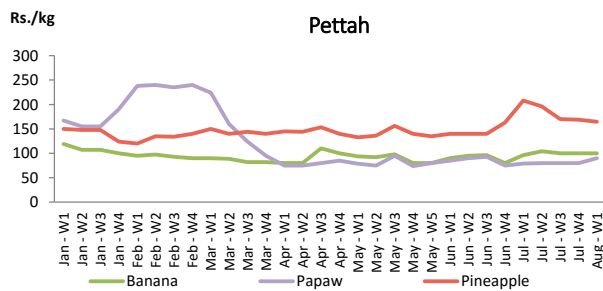 Rs./kg
Pettah
300
250
200
150
100
50
0
Jan - W1
Jan - W2
Jan - W3
Jan - W4
Feb - W1
Feb - W2
Feb - W3
Feb - W4
Mar - W1
Mar - W2
Mar - W3
Mar - W4
Apr - W1
Apr - W2
Apr - W3
Apr - W4
May - W1
May - W2
May - W3
May - W4
May - W5
Jun - W1
Jun - W2
Jun - W3
Jun - W4
Jul - W1
Jul - W2
Jul - W3
Jul - W4
Aug - W1
Banana Papaw Pineapple